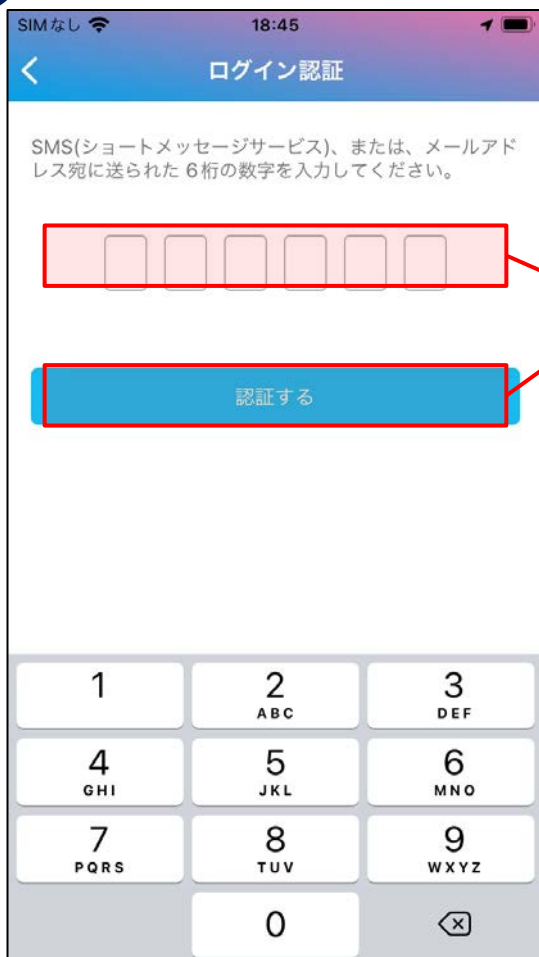 SIMなし 18:45
ログイン認証
SMS(ショートメッセージサービス)、または、メールアド
レス宛に送られた 6桁の数字を入力してください。
認証する
1 2 3
ABC DEF
4 5 6
GHI JKL MNO
7 8 9
PQRS TUV WXYZ
0